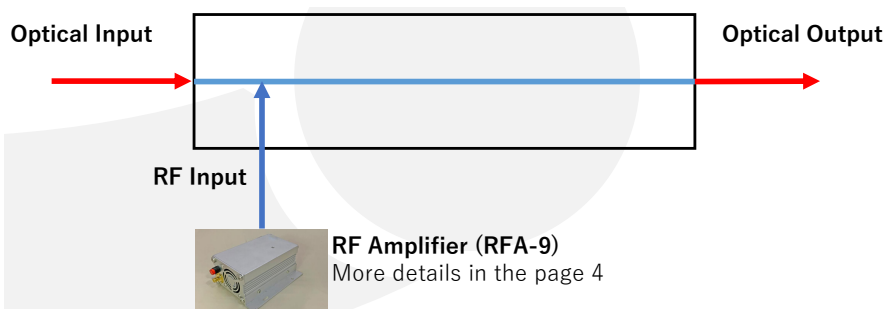 Optical Input
Optical Output
RF Input
RF Amplifier (RFA-9)
More details in the page 4